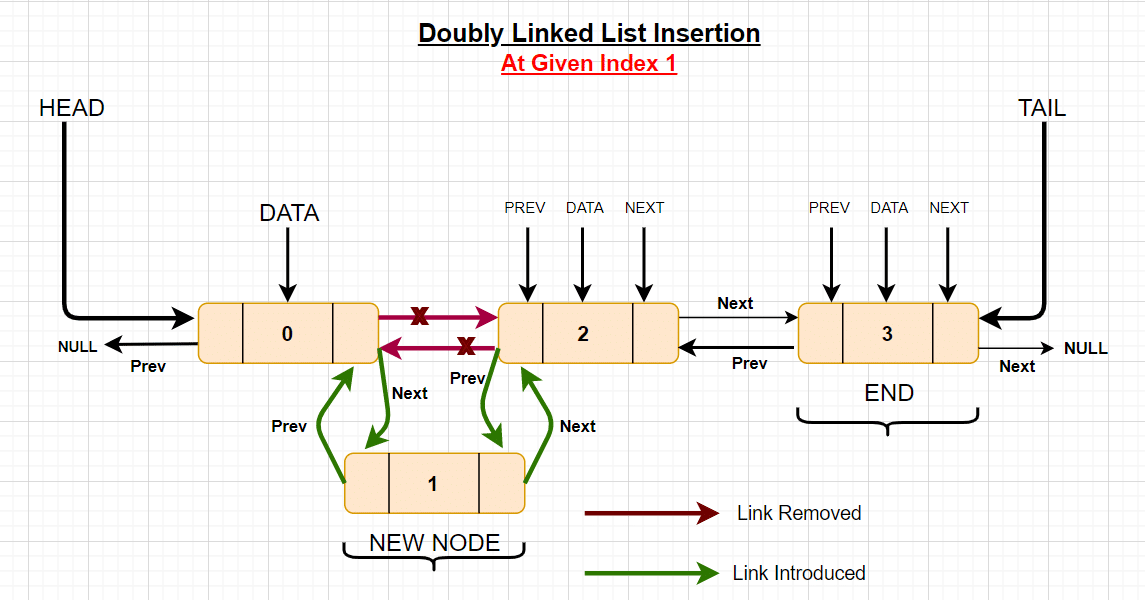 Doubly Linked List Insertion
At Given Index 1
HEAD
TAIL
DATA
PREV DATA NEXT
PREV DATA NEXT
0
2
3
NULL
Prev
Next
Prev
NULL
Next
END
Prev
Next
Prev
Next
1
NEW NODE
X
X
Link Removed
Link Introduced